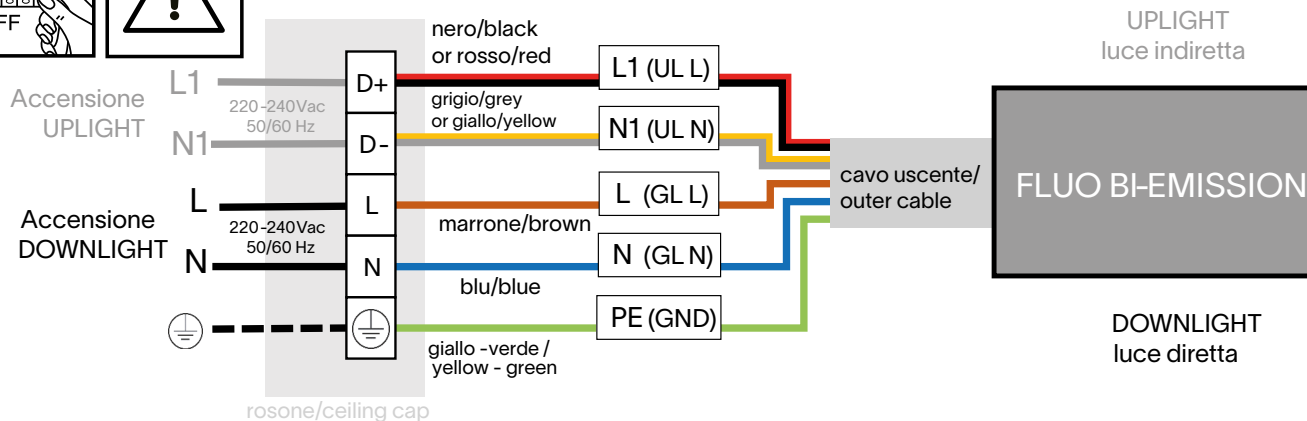 FF
nero/black
or rosso/red
UPLIGHT
luce indiretta
Accensione
UPLIGHT
L1
220-240Vac
50/60 Hz
N1
D+
grigio/grey
or giallo/yellow
D-
L1 (UL L)
N1 (UL N)
Accensione
DOWNLIGHT
L
220-240Vac
50/60 Hz
N
L
marrone/brown
N
blu/blue
L (GL L)
N (GL N)
PE (GND)
giallo -verde /
yellow - green
cavo uscente/
outer cable
FLUO BI-EMISSION
DOWNLIGHT
luce diretta
rosone/ceiling cap